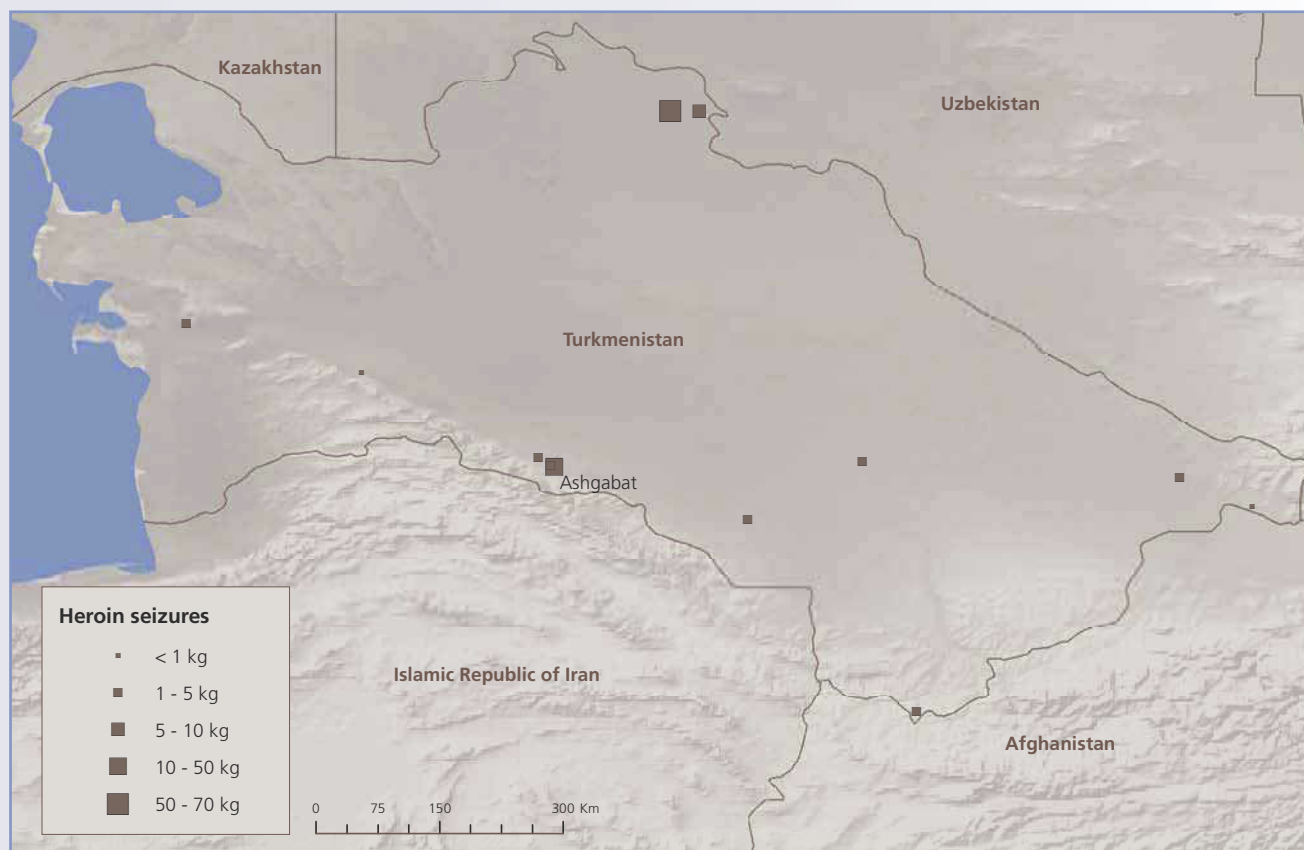 Kazakhstan
Uzbekistan
Turkmenistan
Ashgabat
Heroin seizures
< 1 kg
1 - 5 kg
5 - 10 kg
10 - 50 kg
50 - 70 kg
Islamic Republic of Iran
Afghanistan
0 75 150 300 Km